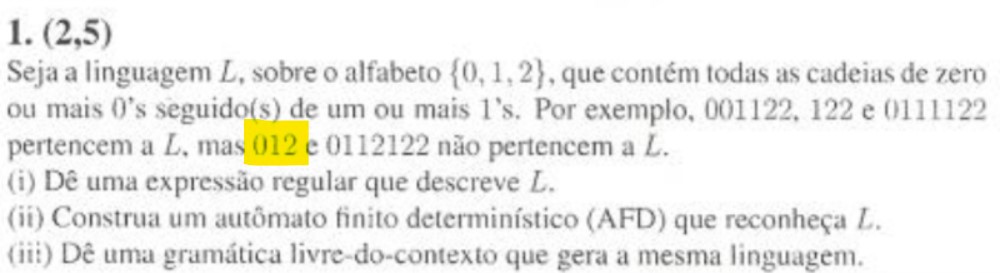 1. (2,5)
Seja a linguagem L, sobre o alfabeto {0, 1, 2}, que contém todas as cadeias de zero
ou mais 0's seguido(s) de um ou mais 1's. Por exemplo, 001122, 122 e 0111122
pertencem a L, mas 012 e 0112122 não pertencem a L.
(i) Dê uma expressão regular que descreve L.
(ii) Construa um autômato finito determinístico (AFD) que reconheça L.
(iii) Dê uma gramática livre-do-contexto que gera a mesma linguagem.